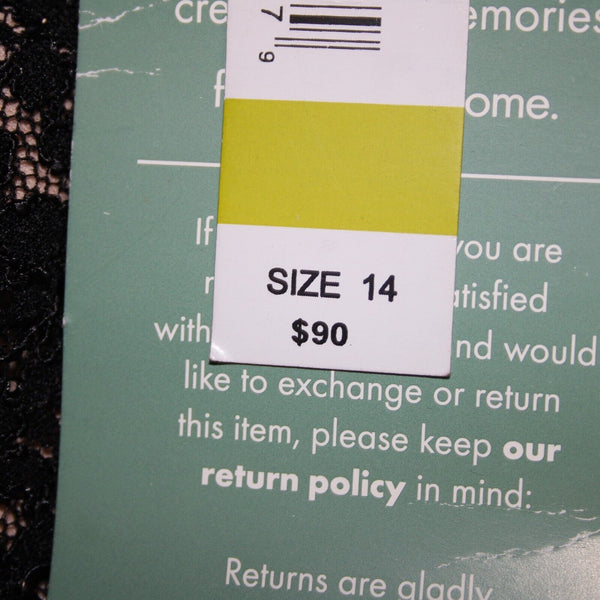 cre emories
f ome.
7
9
If you are
r atisfied
with nd would
SIZE 14
$90
like to exchange or return
this item, please keep our
return policy in mind:
Returns are gladly